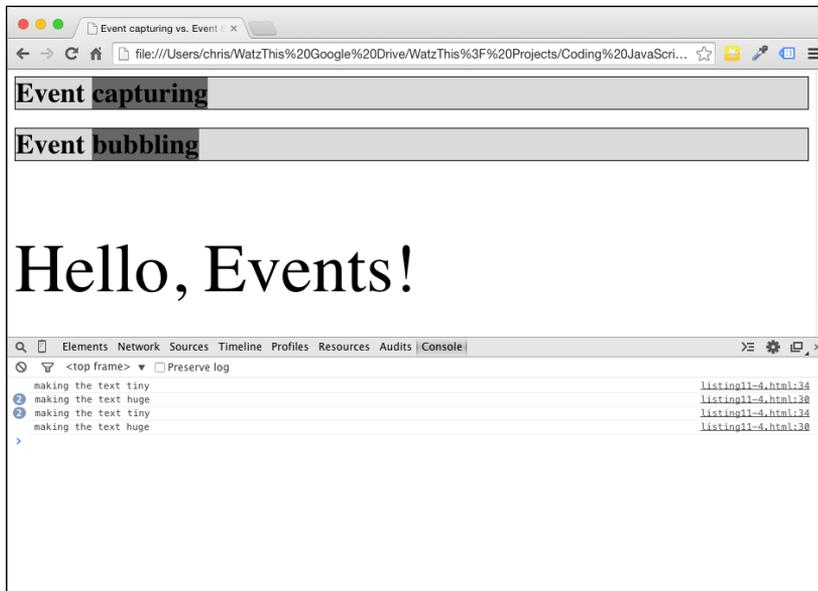 Event capturing vs. Event
file:///Users/chris/WatzThis%20Google%20Drive/WatzThis%3F%20Projects/Coding%20JavaScri...
Event capturing
Event bubbling
Hello, Events!
Elements Network Sources Timeline Profiles Resources Audits Console
<top frame> ▼ Preserve log
making the text tiny listing11-4.html:34
2 making the text huge listing11-4.html:30
2 making the text tiny listing11-4.html:34
making the text huge listing11-4.html:30
>